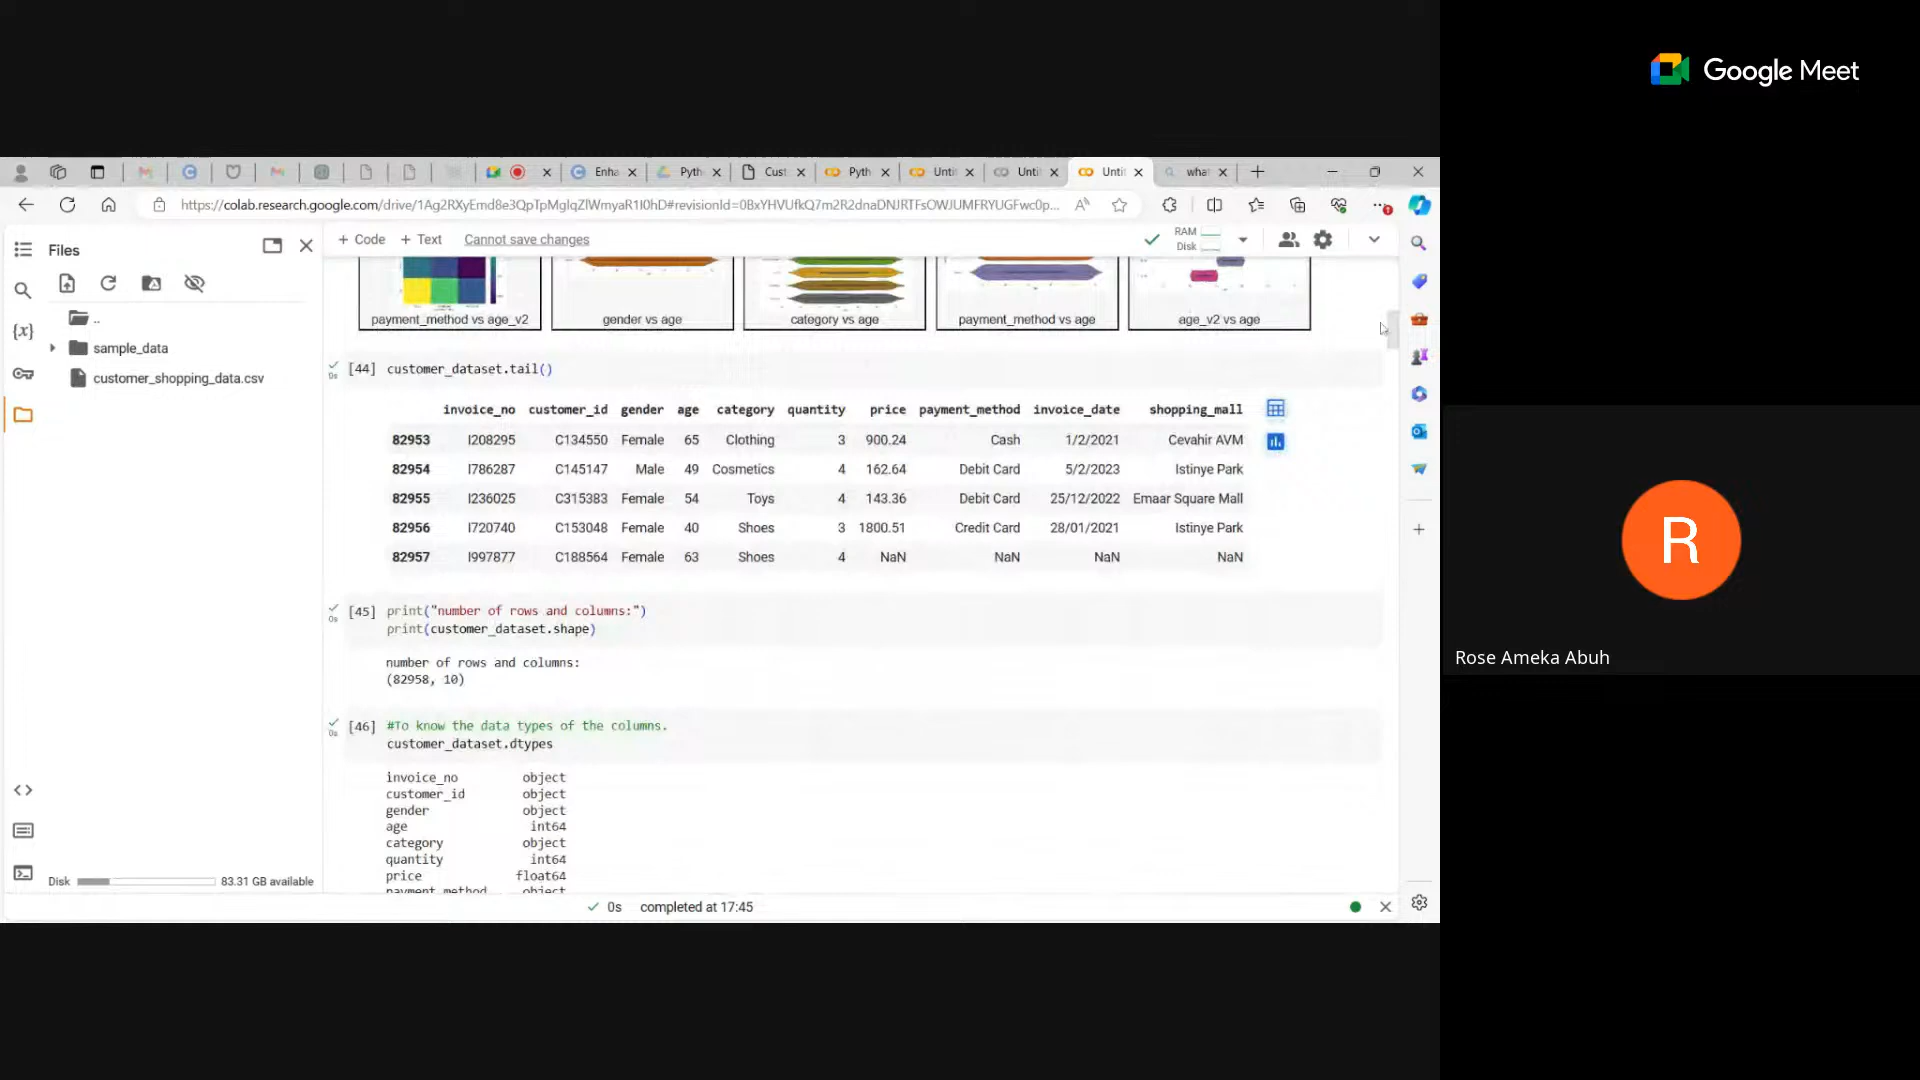 Google Meet
Enha
Pyth
Cust
Pyth
Untit
Untit
Untit
what
https://colab.research.google.com/drive/1Ag2RXyEmd8e3QpTpMglqZlWmyaR1I0hD#revisionId=0BxYHVUfkQ7m2R2dnaDNJRTFsOWJUMFRYUGFwc0p...
Files
+ Code + Text Cannot save changes
RAM
Disk
..
sample_data
customer_shopping_data.csv
payment_method vs age_v2
gender vs age
category vs age
payment_method vs age
age_v2 vs age
0s
[44] customer_dataset.tail()
invoice_no customer_id gender age category quantity price payment_method invoice_date shopping_mall
82953 I208295 C134550 Female 65 Clothing 3 900.24 Cash 1/2/2021 Cevahir AVM
82954 I786287 C145147 Male 49 Cosmetics 4 162.64 Debit Card 5/2/2023 Istinye Park
82955 I236025 C315383 Female 54 Toys 4 143.36 Debit Card 25/12/2022 Emaar Square Mall
82956 I720740 C153048 Female 40 Shoes 3 1800.51 Credit Card 28/01/2021 Istinye Park
82957 I997877 C188564 Female 63 Shoes 4 NaN NaN NaN NaN
0s
[45] print("number of rows and columns:")
print(customer_dataset.shape)
number of rows and columns:
(82958, 10)
0s
[46] #To know the data types of the columns.
customer_dataset.dtypes
invoice_no object
customer_id object
gender object
age int64
category object
quantity int64
price float64
payment_method object
Disk 83.31 GB available
0s completed at 17:45
R
Rose Ameka Abuh